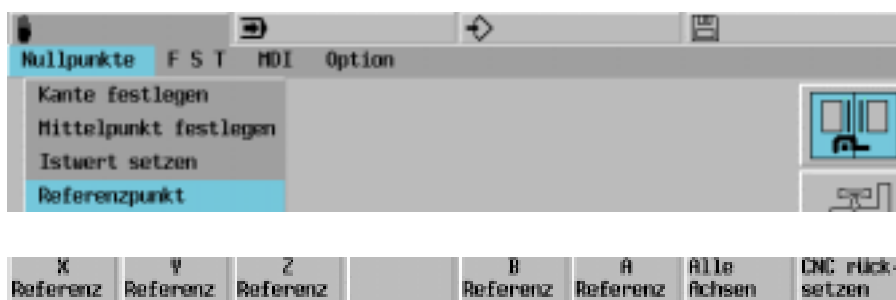 Nullpunkte F S T MDI Option
Kante festlegen
Mittelpunkt festlegen
Istwert setzen
Referenzpunkt
X Y Z B A Alle CNC rück-
Referenz Referenz Referenz Referenz Referenz Achsen setzen